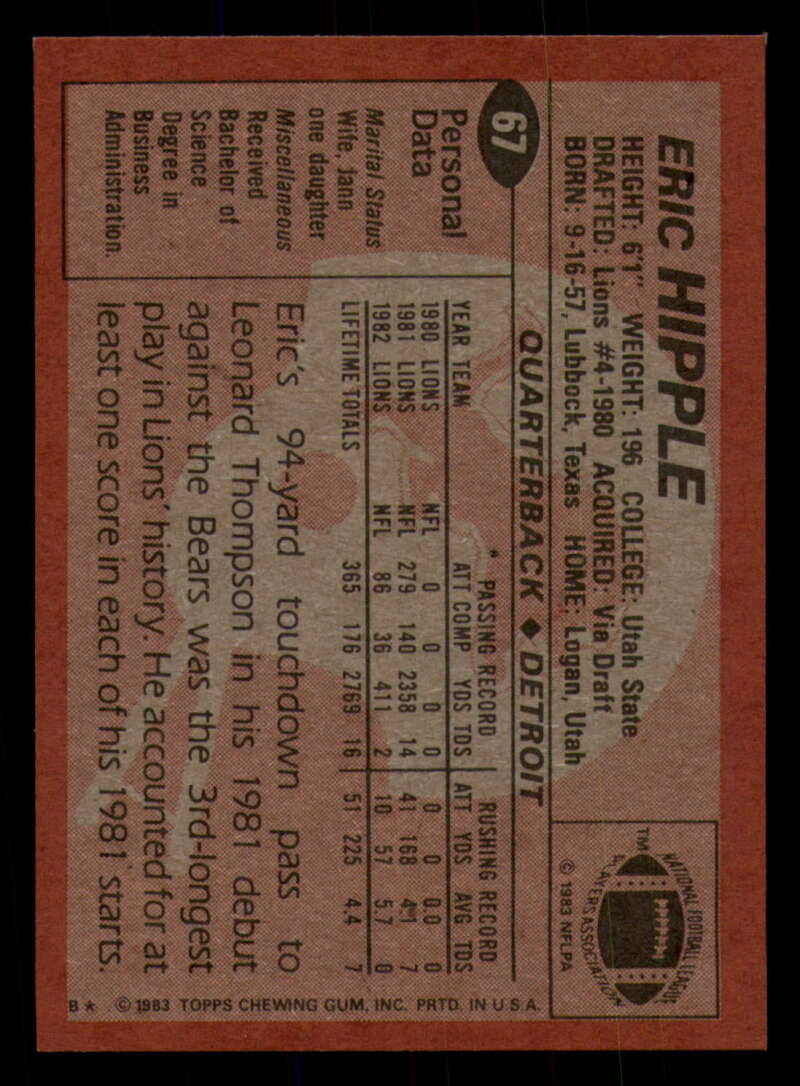 ERIC HIPPLE
HEIGHT: 6'1" WEIGHT: 196 COLLEGE: Utah State
DRAFTED: Lions #4-1980 ACQUIRED: Via Draft
BORN: 9-16-57, Lubbock, Texas HOME: Logan, Utah
NATIONAL FOOTBALL LEAGUE
PLAYERS ASSOCIATION
TM
© 1983 NFLPA
67
QUARTERBACK ♦ DETROIT
Personal
Data
Marital Status
Wife, Jann
one daughter
Miscellaneous
Received
Bachelor of
Science
Degree in
Business
Administration.
* PASSING RECORD RUSHING RECORD
YEAR TEAM ATT COMP YDS TDS ATT YDS AVG TDS
1980 LIONS NFL 0 0 0 0 0 0 0.0 0
1981 LIONS NFL 279 140 2358 14 41 168 4.1 7
1982 LIONS NFL 86 36 411 2 10 57 5.7 0
LIFETIME TOTALS 365 176 2769 16 51 225 4.4 7
Eric's 94-yard touchdown pass to
Leonard Thompson in his 1981 debut
against the Bears was the 3rd-longest
play in Lions' history. He accounted for at
least one score in each of his 1981 starts.
B* © 1983 TOPPS CHEWING GUM, INC. PRTD. IN U.S.A.